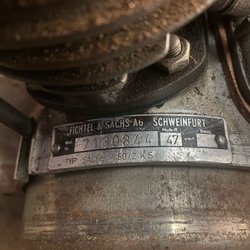 FICHTEL & SACHS AG. SCHWEINFURT
7130844 47
TYP SACHS 50/2 KS